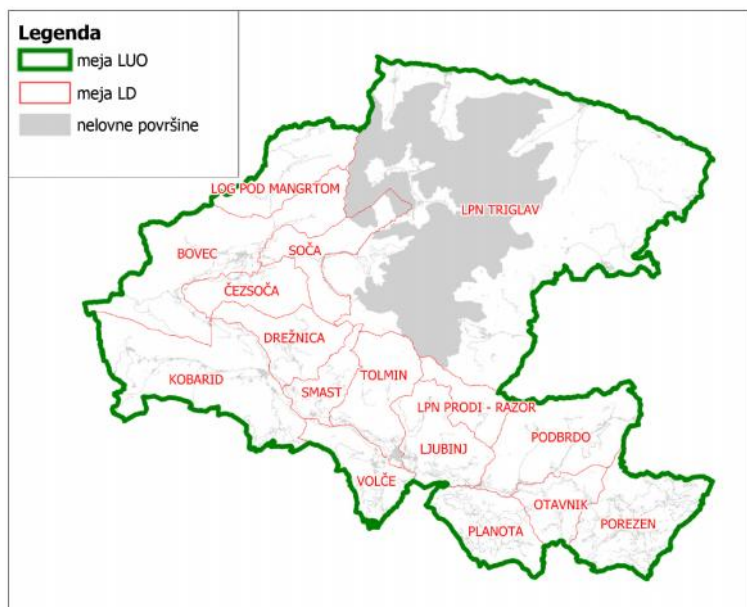 Legenda
meja LUO
meja LD
nelovne površine
LOG POD MANGRTOM
LPN TRIGLAV
BOVEC
SOČA
ČEZSOČA
DREŽNICA
KOBARID
SMAST
TOLMIN
LPN PRODI - RAZOR
PODBRDO
LJUBINJ
VOLČE
OTAVNIK
PLANOTA
POREZEN